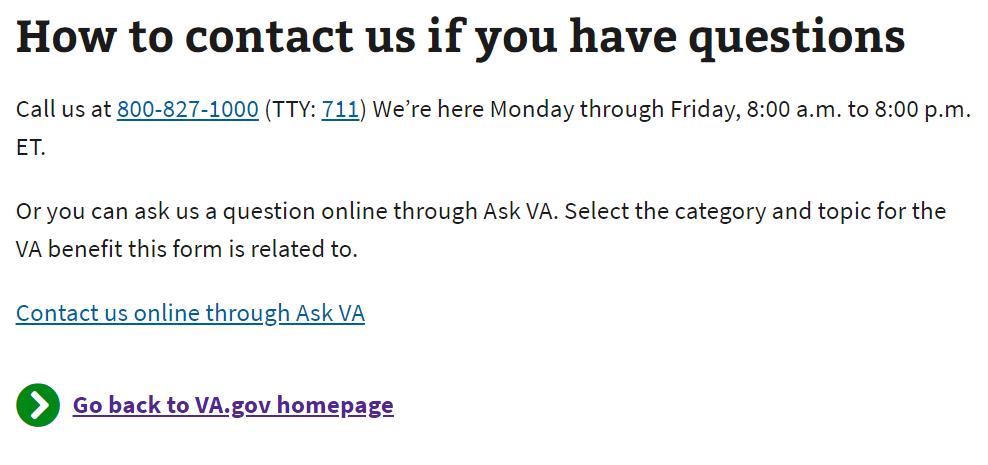 How to contact us if you have questions
Call us at 800-827-1000 (TTY: 711) We’re here Monday through Friday, 8:00 a.m. to 8:00 p.m.
ET.
Or you can ask us a question online through Ask VA. Select the category and topic for the
VA benefit this form is related to.
Contact us online through Ask VA
Go back to VA.gov homepage